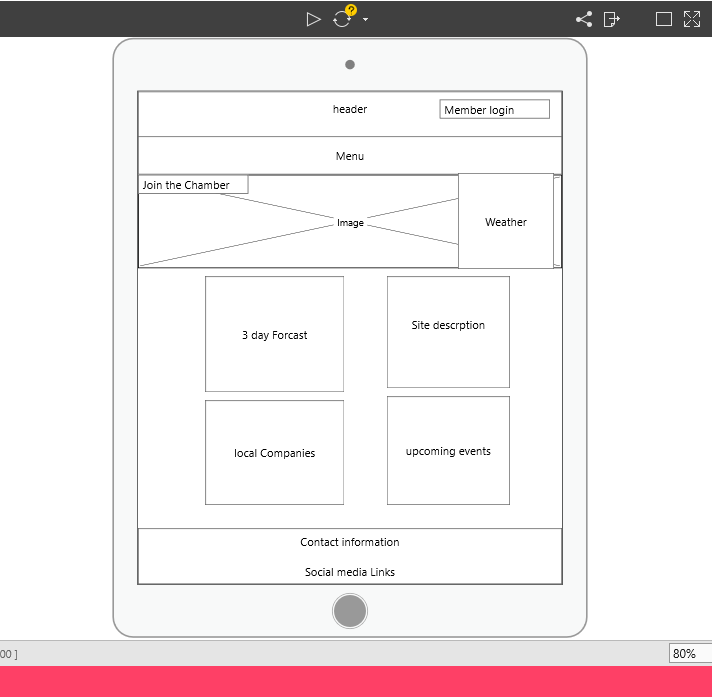 ?
header
Member login
Menu
Join the Chamber
Image
Weather
3 day Forcast
Site descrption
local Companies
upcoming events
Contact information
Social media Links
00 ]
80%